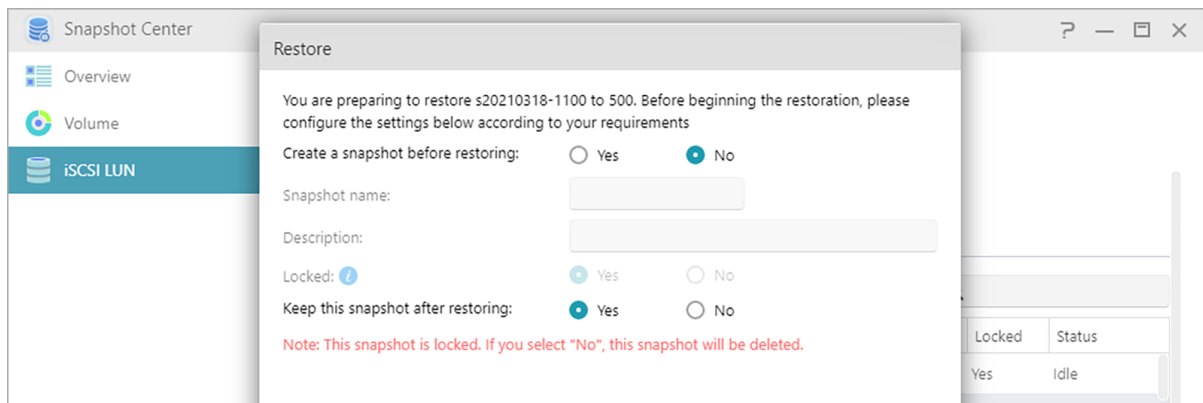 Snapshot Center
?
Overview
Volume
iSCSI LUN
Restore
You are preparing to restore s20210318-1100 to 500. Before beginning the restoration, please
configure the settings below according to your requirements
Create a snapshot before restoring: Yes No
Snapshot name:
Description:
Locked: i Yes No
Keep this snapshot after restoring: Yes No
Note: This snapshot is locked. If you select "No", this snapshot will be deleted.
Locked Status
Yes Idle